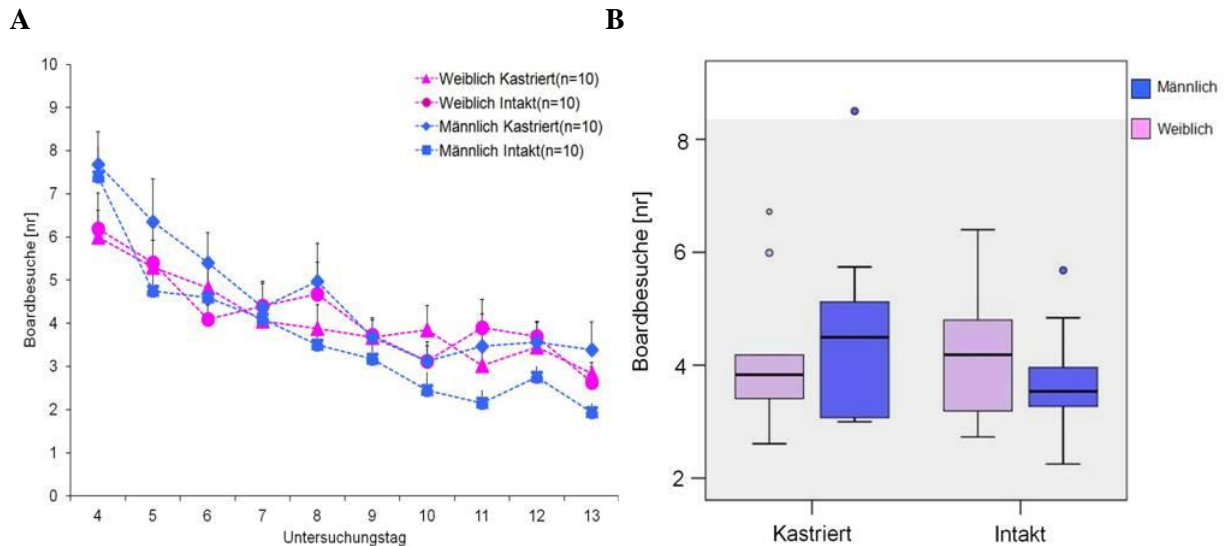 A
B
10
9
8
7
6
5
4
3
2
1
0
Boardbesuche [nr]
Weiblich Kastriert(n=10)
Weiblich Intakt(n=10)
Männlich Kastriert(n=10)
Männlich Intakt(n=10)
4 5 6 7 8 9 10 11 12 13
Untersuchungstag
8
6
4
2
Boardbesuche [nr]
Männlich
Weiblich
Kastriert Intakt